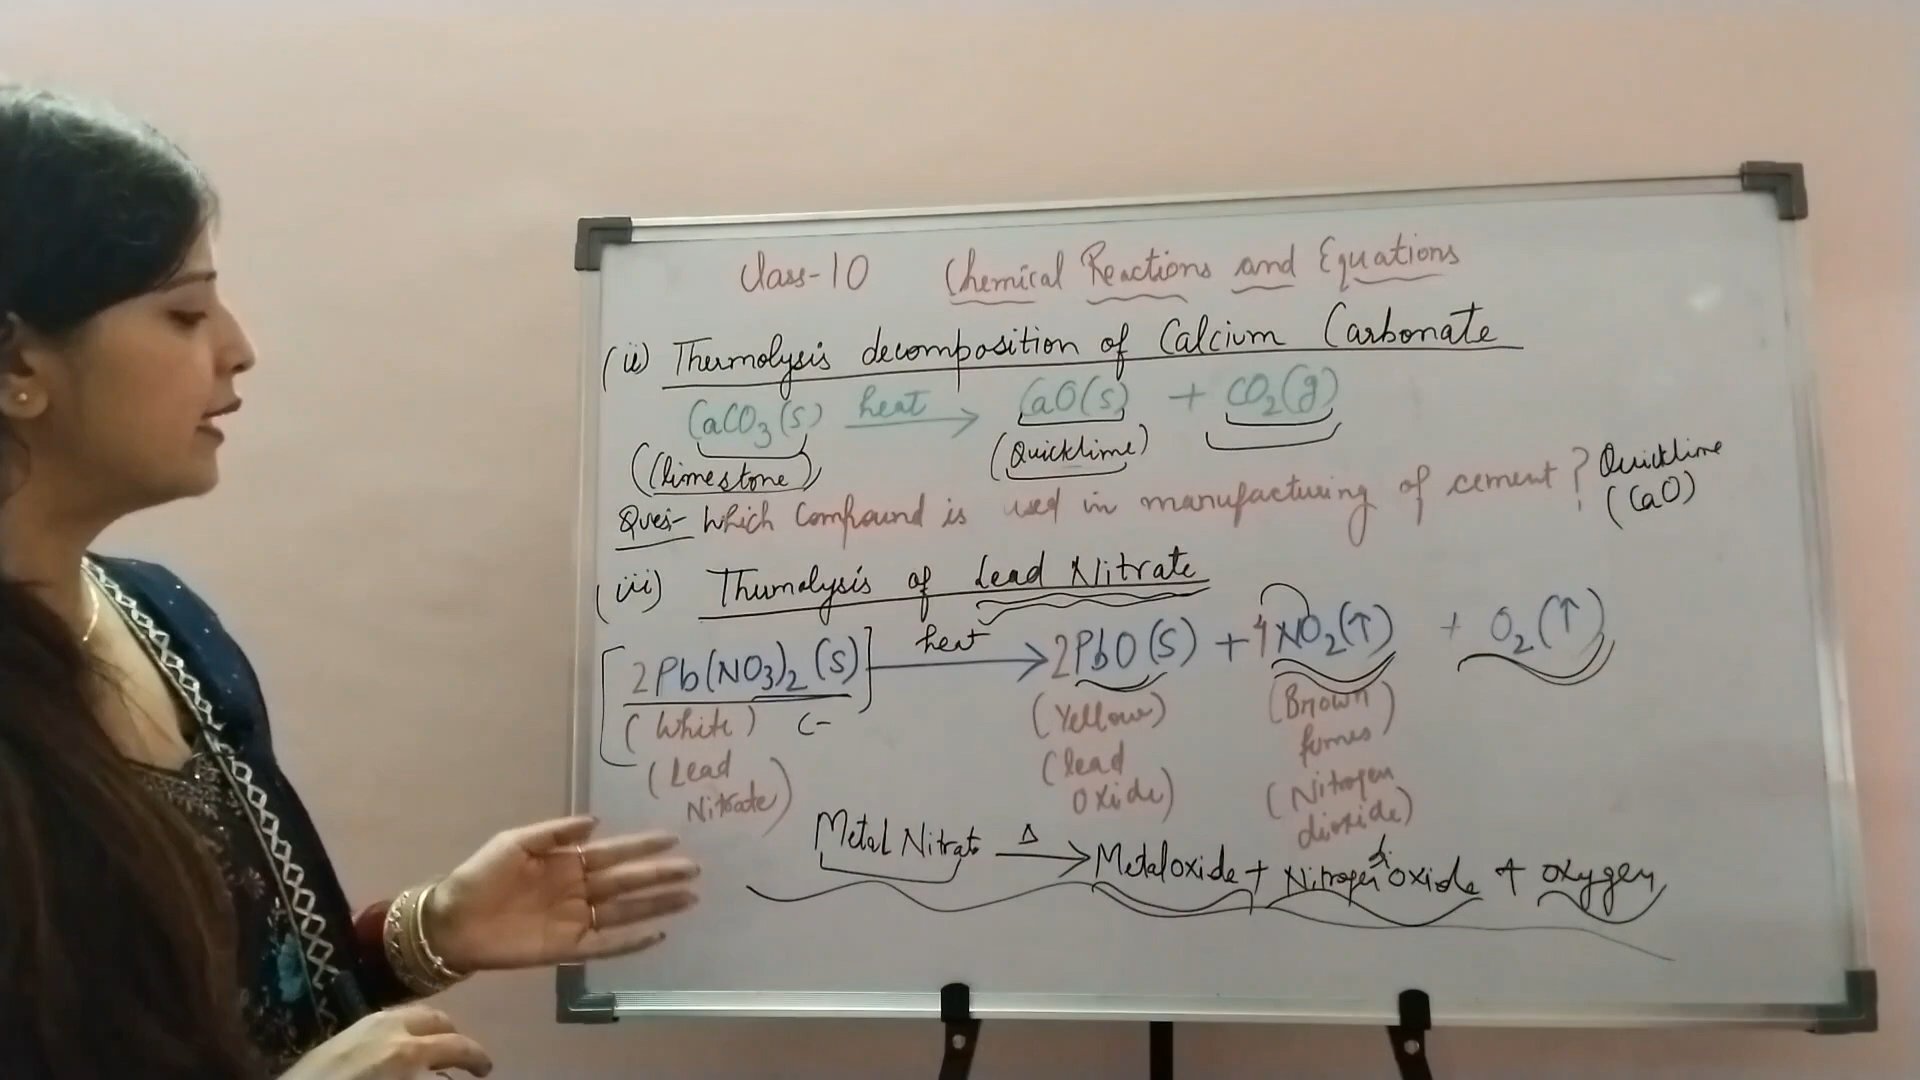 Class-10 Chemical Reactions and Equations
(ii) Thermolysis decomposition of Calcium Carbonate
CaCO3(s) heat → CaO(s) + CO2(g)
(limestone) (Quicklime)
Ques- Which Compound is used in manufacturing of cement? Quicklime
(CaO)
(iii) Thermolysis of Lead Nitrate
2Pb(NO3)2(s) heat → 2PbO(s) + 4NO2(↑) + O2(↑)
(White) (Yellow) (Brown fumes)
(Lead Nitrate) (lead Oxide) (Nitrogen dioxide)
Metal Nitrate Δ → Metaloxide + Nitrogen dioxide + oxygen